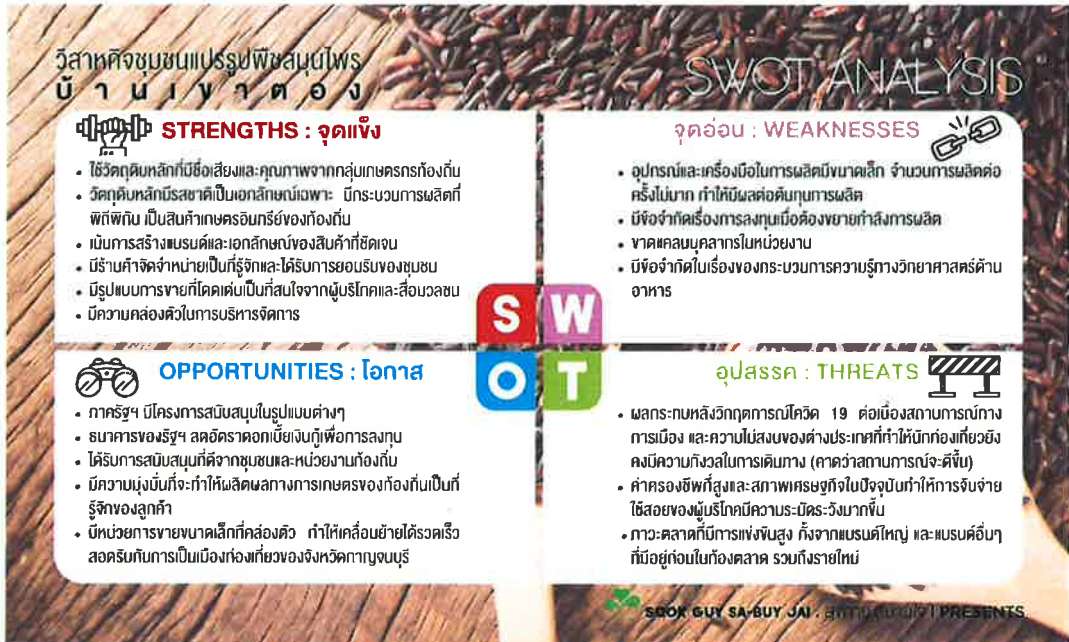 วิสาหกิจชุมชนแปรรูปพืชสมุนไพร
บ้านเขาตอง
SWOT ANALYSIS
STRENGTHS : จุดแข็ง
• ใช้วัตถุดิบหลักที่มีชื่อเสียงและคุณภาพจากกลุ่มเกษตรกรท้องถิ่น
• วัตถุดิบหลักมีรสชาติเป็นเอกลักษณ์เฉพาะ มีกระบวนการผลิตที่
พิถีพิถัน เป็นสินค้าเกษตรอินทรีย์ของท้องถิ่น
• เน้นการสร้างแบรนด์และเอกลักษณ์ของสินค้าที่ชัดเจน
• มีร้านค้าจัดจำหน่ายเป็นที่รู้จักและได้รับการยอมรับของชุมชน
• มีรูปแบบการขายที่โดดเด่นเป็นที่สนใจจากผู้บริโภคและสื่อมวลชน
• มีความคล่องตัวในการบริหารจัดการ
จุดอ่อน : WEAKNESSES
• อุปกรณ์และเครื่องมือในการผลิตมีขนาดเล็ก จำนวนการผลิตต่อ
ครั้งไม่มาก ทำให้มีผลต่อต้นทุนการผลิต
• มีข้อจำกัดเรื่องการลงทุนเมื่อต้องขยายกำลังการผลิต
• ขาดแคลนบุคลากรในหน่วยงาน
• มีข้อจำกัดในเรื่องของกระบวนการความรู้ทางวิทยาศาสตร์ด้าน
อาหาร
S W
O T
OPPORTUNITIES : โอกาส
• ภาครัฐฯ มีโครงการสนับสนุนในรูปแบบต่างๆ
• ธนาคารของรัฐฯ ลดอัตราดอกเบี้ยเงินกู้เพื่อการลงทุน
• ได้รับการสนับสนุนที่ดีจากชุมชนและหน่วยงานท้องถิ่น
• มีความมุ่งมั่นที่จะทำให้ผลิตผลทางการเกษตรของท้องถิ่นเป็นที่
รู้จักของลูกค้า
• มีหน่วยการขายขนาดเล็กที่คล่องตัว ทำให้เคลื่อนย้ายได้รวดเร็ว
สอดรับกับการเป็นเมืองท่องเที่ยวของจังหวัดกาญจนบุรี
อุปสรรค : THREATS
• ผลกระทบหลังวิกฤตการณ์โควิด 19 ต่อเนื่องสถานการณ์ทาง
การเมือง และความไม่สงบของต่างประเทศที่ทำให้นักท่องเที่ยวยัง
คงมีความกังวลในการเดินทาง (คาดว่าสถานการณ์จะดีขึ้น)
• ค่าครองชีพที่สูงและสภาพเศรษฐกิจในปัจจุบันทำให้การจับจ่าย
ใช้สอยของผู้บริโภคมีความระมัดระวังมากขึ้น
• ภาวะตลาดที่มีการแข่งขันสูง ทั้งจากแบรนด์ใหญ่ และแบรนด์อื่นๆ
ที่มีอยู่ก่อนในท้องตลาด รวมถึงรายใหม่
SOOK GUY SA-BUY JAI . สุขกายสบายใจ | PRESENTS